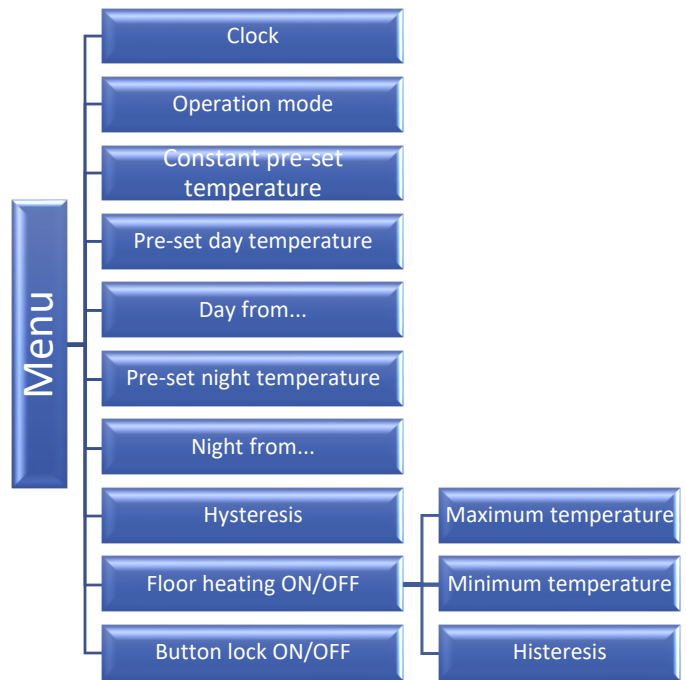 Menu
Clock
Operation mode
Constant pre-set
temperature
Pre-set day temperature
Day from...
Pre-set night temperature
Night from...
Hysteresis
Floor heating ON/OFF
Button lock ON/OFF
Maximum temperature
Minimum temperature
Histeresis